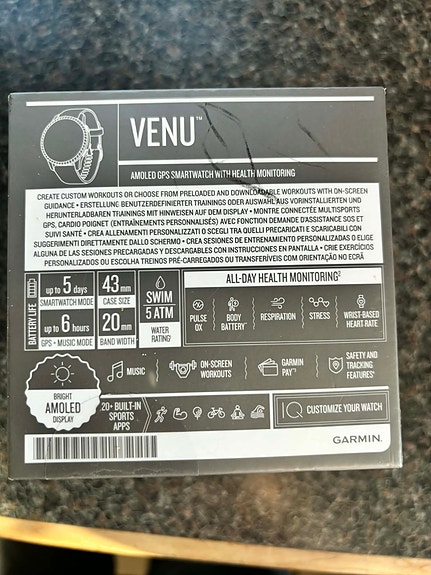 VENU™
AMOLED GPS SMARTWATCH WITH HEALTH MONITORING
CREATE CUSTOM WORKOUTS OR CHOOSE FROM PRELOADED AND DOWNLOADABLE WORKOUTS WITH ON-SCREEN
GUIDANCE • ERSTELLUNG BENUTZERDEFINIERTER TRAININGS ODER AUSWAHL AUS VORINSTALLIERTEN UND
HERUNTERLADBAREN TRAININGS MIT HINWEISEN AUF DEM DISPLAY • MONTRE CONNECTÉE MULTISPORTS
GPS, CARDIO POIGNET (ENTRAÎNEMENTS PERSONNALISÉS) AVEC FONCTION DEMANDE D'ASSISTANCE SOS ET
SUIVI SANTÉ • CREA ALLENAMENTI PERSONALIZZATI O SCEGLI TRA QUELLI PRECARICATI E SCARICABILI CON
SUGGERIMENTI DIRETTAMENTE DALLO SCHERMO • CREA SESIONES DE ENTRENAMIENTO PERSONALIZADAS O ELIGE
ALGUNA DE LAS SESIONES PRECARGADAS Y DESCARGABLES CON INSTRUCCIONES EN PANTALLA • CRIE EXERCÍCIOS
PERSONALIZADOS OU ESCOLHA TREINOS PRÉ-CARREGADOS OU TRANSFERÍVEIS COM ORIENTAÇÃO NO ECRÃ
BATTERY LIFE
up to 5 days
SMARTWATCH MODE
up to 6 hours
GPS + MUSIC MODE
43 mm
CASE SIZE
20 mm
BAND WIDTH
SWIM
5 ATM
WATER
RATING¹
ALL-DAY HEALTH MONITORING²
PULSE
OX
BODY
BATTERY™
RESPIRATION
STRESS
WRIST-BASED
HEART RATE
MUSIC
ON-SCREEN
WORKOUTS
GARMIN
PAY™³
SAFETY AND
TRACKING
FEATURES⁴
BRIGHT
AMOLED
DISPLAY
20+ BUILT-IN
SPORTS
APPS
IQ CUSTOMIZE YOUR WATCH
GARMIN.